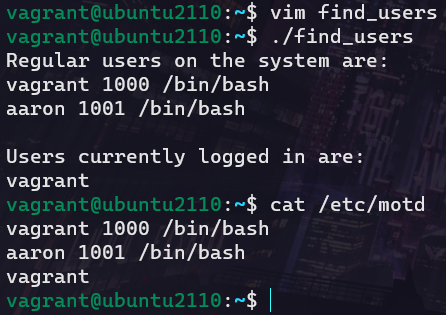 vagrant@ubuntu2110:~$ vim find_users
vagrant@ubuntu2110:~$ ./find_users
Regular users on the system are:
vagrant 1000 /bin/bash
aaron 1001 /bin/bash

Users currently logged in are:
vagrant
vagrant@ubuntu2110:~$ cat /etc/motd
vagrant 1000 /bin/bash
aaron 1001 /bin/bash
vagrant
vagrant@ubuntu2110:~$